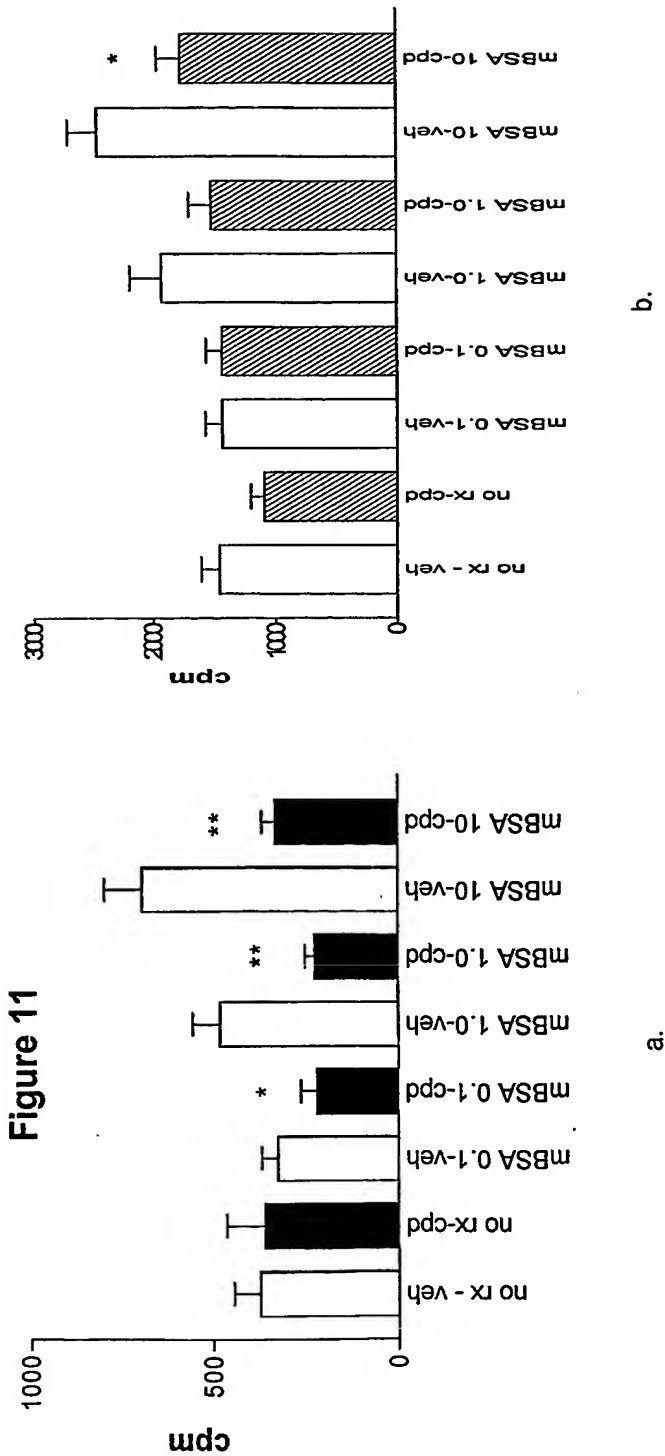 Figure 11
cpm
1000
500
0
no rx - veh
no rx-cpd
mBSA 0.1-veh
mBSA 0.1-cpd
mBSA 1.0-veh
mBSA 1.0-cpd
mBSA 10-veh
mBSA 10-cpd
*
**
**
a.
cpm
3000
2000
1000
0
no rx - veh
no rx-cpd
mBSA 0.1-veh
mBSA 0.1-cpd
mBSA 1.0-veh
mBSA 1.0-cpd
mBSA 10-veh
mBSA 10-cpd
*
b.